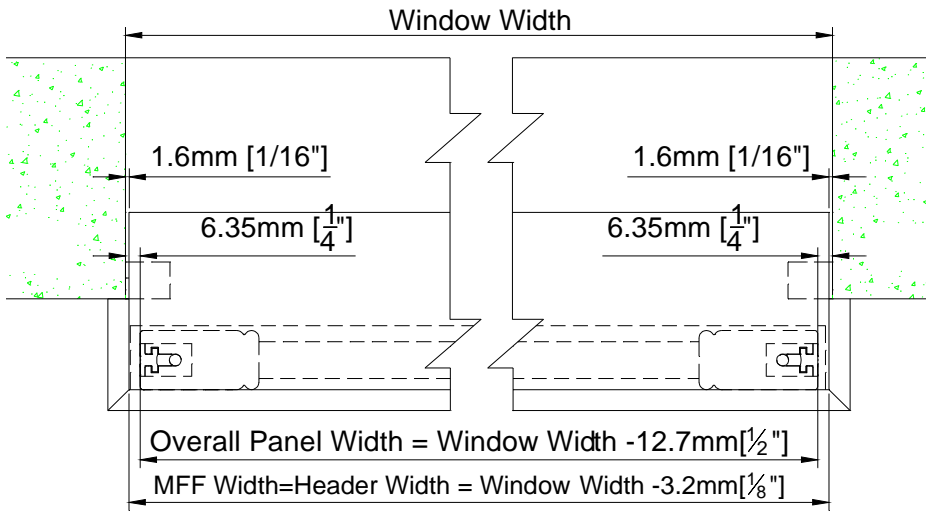 Window Width
1.6mm [1/16"]
1.6mm [1/16"]
6.35mm [1/4"]
6.35mm [1/4"]
Overall Panel Width = Window Width -12.7mm[1/2"]
MFF Width=Header Width = Window Width -3.2mm[1/8"]